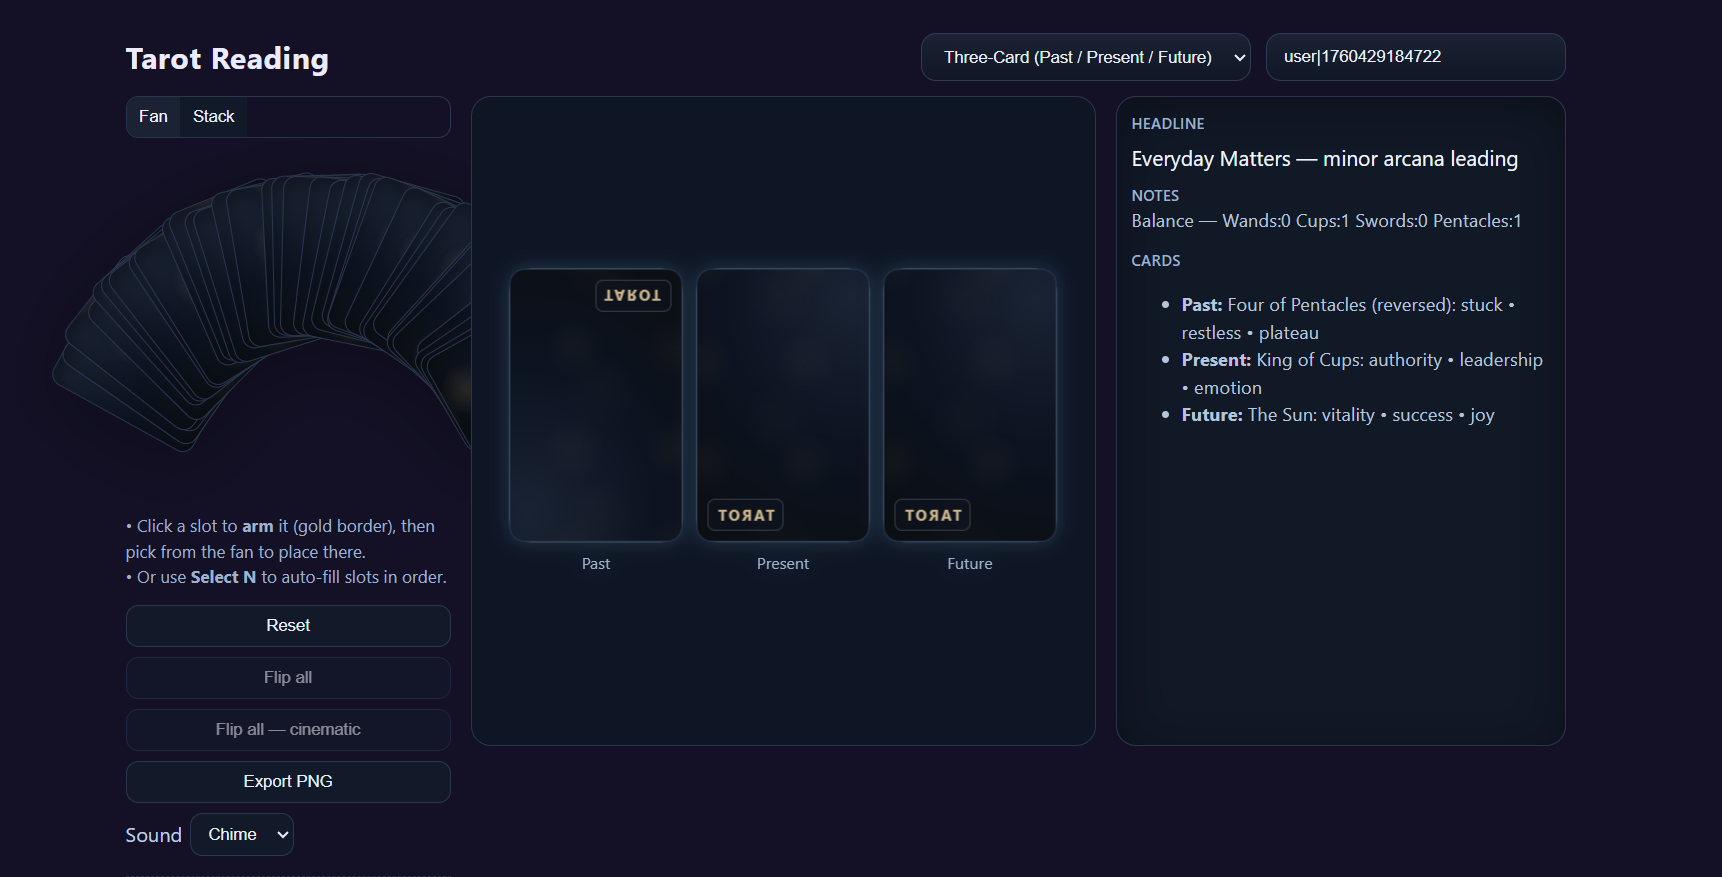 Tarot Reading
Three-Card (Past / Present / Future)
user|1760429184722
Fan
Stack
• Click a slot to arm it (gold border), then
pick from the fan to place there.
• Or use Select N to auto-fill slots in order.
Reset
Flip all
Flip all — cinematic
Export PNG
Sound
Chime
TAROT
TAROT
TAROT
Past
Present
Future
HEADLINE
Everyday Matters — minor arcana leading
NOTES
Balance — Wands:0 Cups:1 Swords:0 Pentacles:1
CARDS
• Past: Four of Pentacles (reversed): stuck •
restless • plateau
• Present: King of Cups: authority • leadership
• emotion
• Future: The Sun: vitality • success • joy